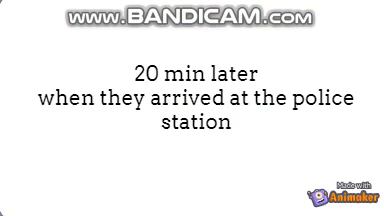 www.BANDICAM.com
20 min later
when they arrived at the police
station
Made with
Animaker